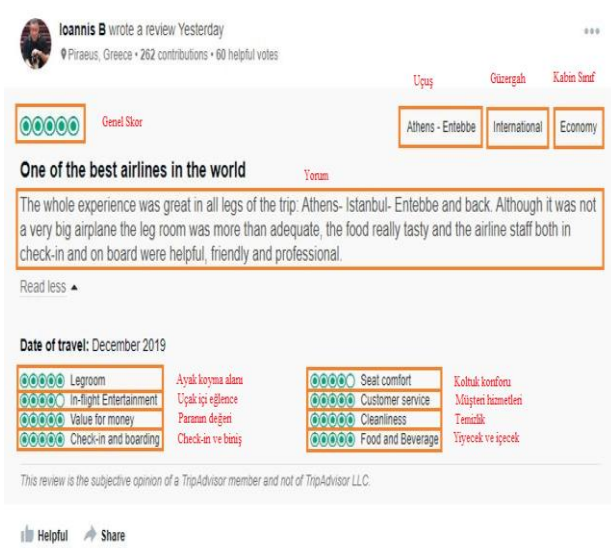 Ioannis B wrote a review Yesterday
Piraeus, Greece • 262 contributions • 60 helpful votes
Uçuş Güzergah Kabin Sınıf
Genel Skor
Athens - Entebbe International Economy
One of the best airlines in the world Yorum
The whole experience was great in all legs of the trip: Athens- Istanbul- Entebbe and back. Although it was not
a very big airplane the leg room was more than adequate, the food really tasty and the airline staff both in
check-in and on board were helpful, friendly and professional.
Read less
Date of travel: December 2019
Legroom Ayak koyma alanı Seat comfort Koltuk konforu
In-flight Entertainment Uçak içi eğlence Customer service Müşteri hizmetleri
Value for money Paranın değeri Cleanliness Temizlik
Check-in and boarding Check-in ve biniş Food and Beverage Yiyecek ve içecek
This review is the subjective opinion of a TripAdvisor member and not of TripAdvisor LLC.
Helpful Share